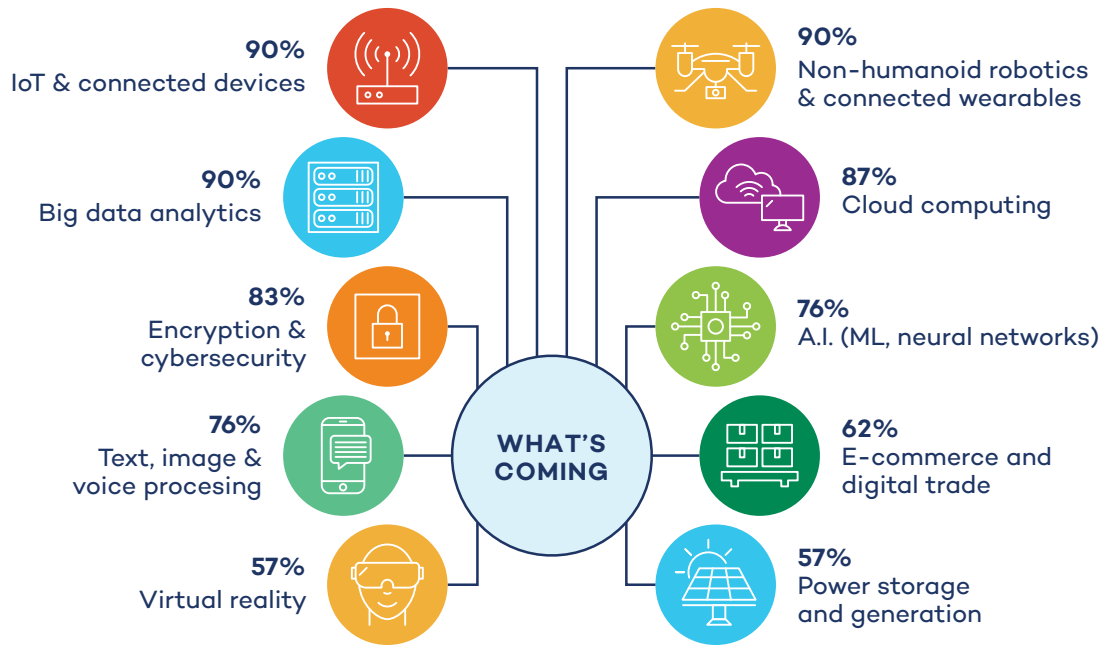 90%
IoT & connected devices
90%
Big data analytics
83%
Encryption &
cybersecurity
76%
Text, image &
voice procesing
57%
Virtual reality
WHAT'S
COMING
90%
Non-humanoid robotics
& connected wearables
87%
Cloud computing
76%
A.I. (ML, neural networks)
62%
E-commerce and
digital trade
57%
Power storage
and generation